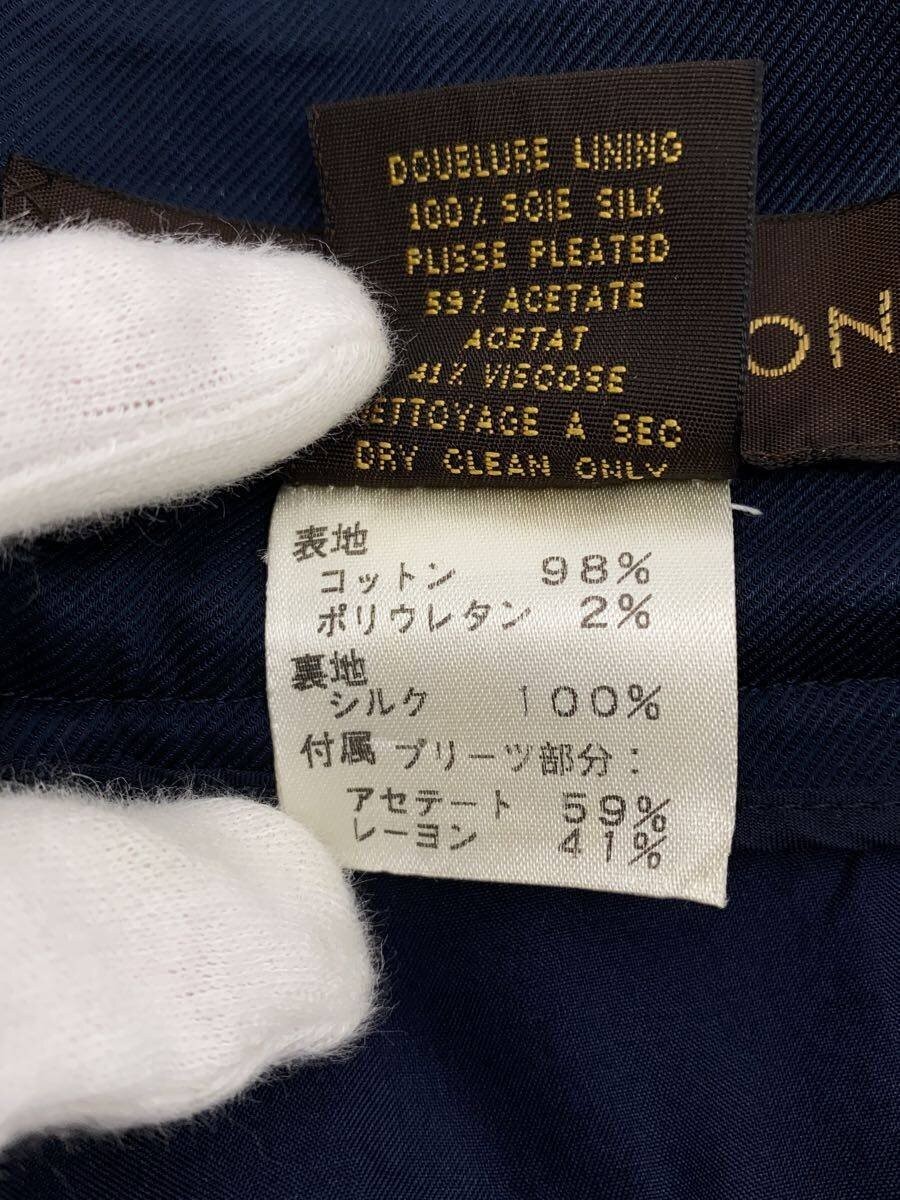 DOUBLURE LINING
100% SOIE SILK
PLISSE PLEATED
59% ACETATE
ACETAT
41% VISCOSE
NETTOYAGE A SEC
DRY CLEAN ONLY
ON
表地
コットン 98%
ポリウレタン 2%
裏地
シルク 100%
付属 プリーツ部分:
アセテート 59%
レーヨン 41%